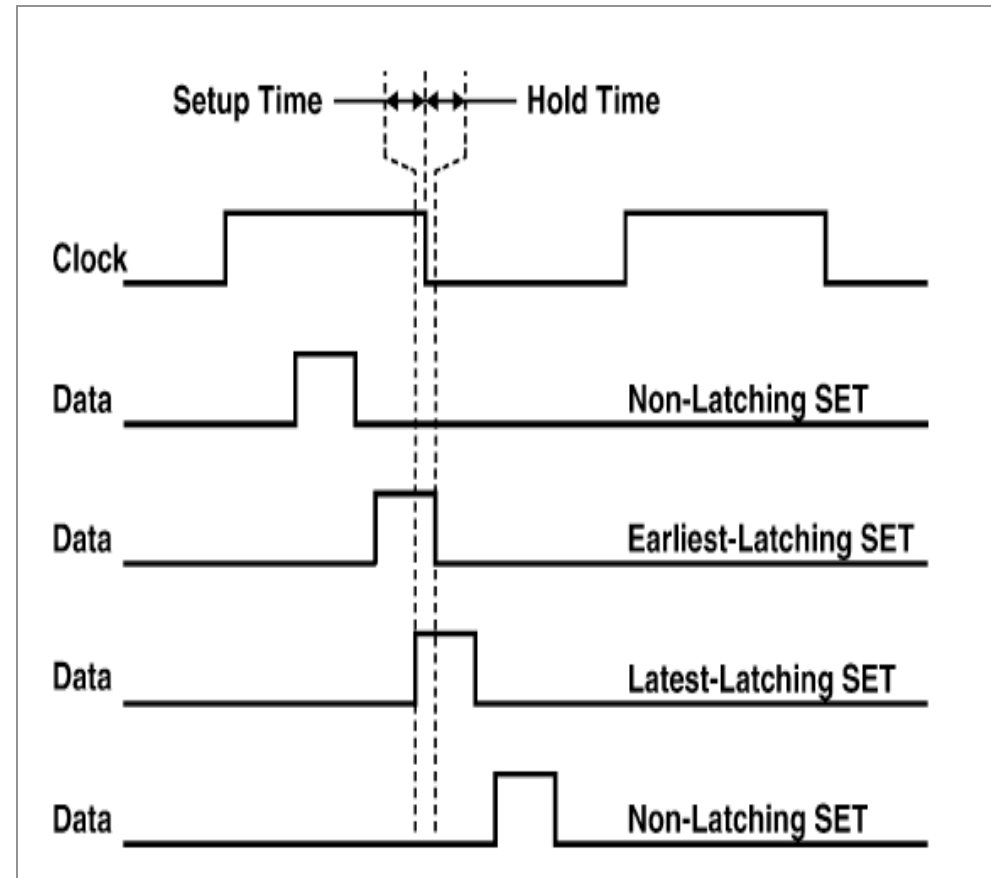 Setup Time Hold Time
Clock
Data Non-Latching SET
Data Earliest-Latching SET
Data Latest-Latching SET
Data Non-Latching SET